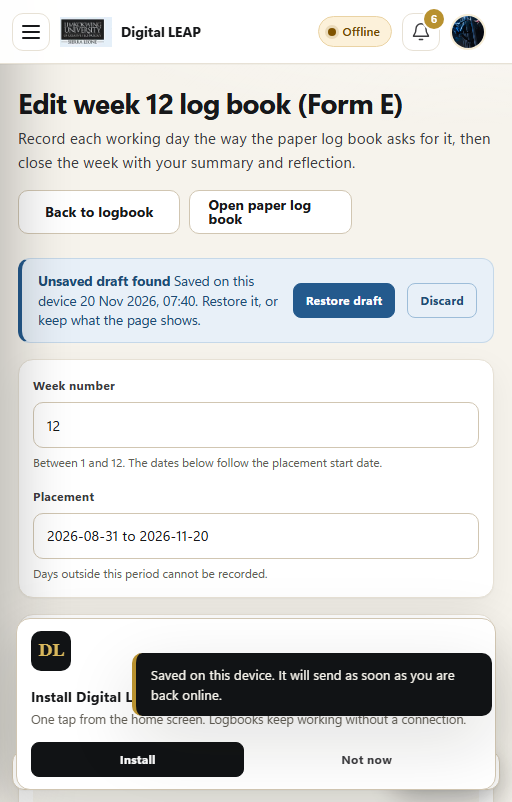 UNIVERSITY
SIERRA LEONE
Digital LEAP
Offline
6
Edit week 12 log book (Form E)
Record each working day the way the paper log book asks for it, then
close the week with your summary and reflection.
Back to logbook
Open paper log
book
Unsaved draft found Saved on this
device 20 Nov 2026, 07:40. Restore it, or
keep what the page shows.
Restore draft
Discard
Week number
12
Between 1 and 12. The dates below follow the placement start date.
Placement
2026-08-31 to 2026-11-20
Days outside this period cannot be recorded.
DL
Saved on this device. It will send as soon as you are
back online.
Install Digital L
One tap from the home screen. Logbooks keep working without a connection.
Install
Not now